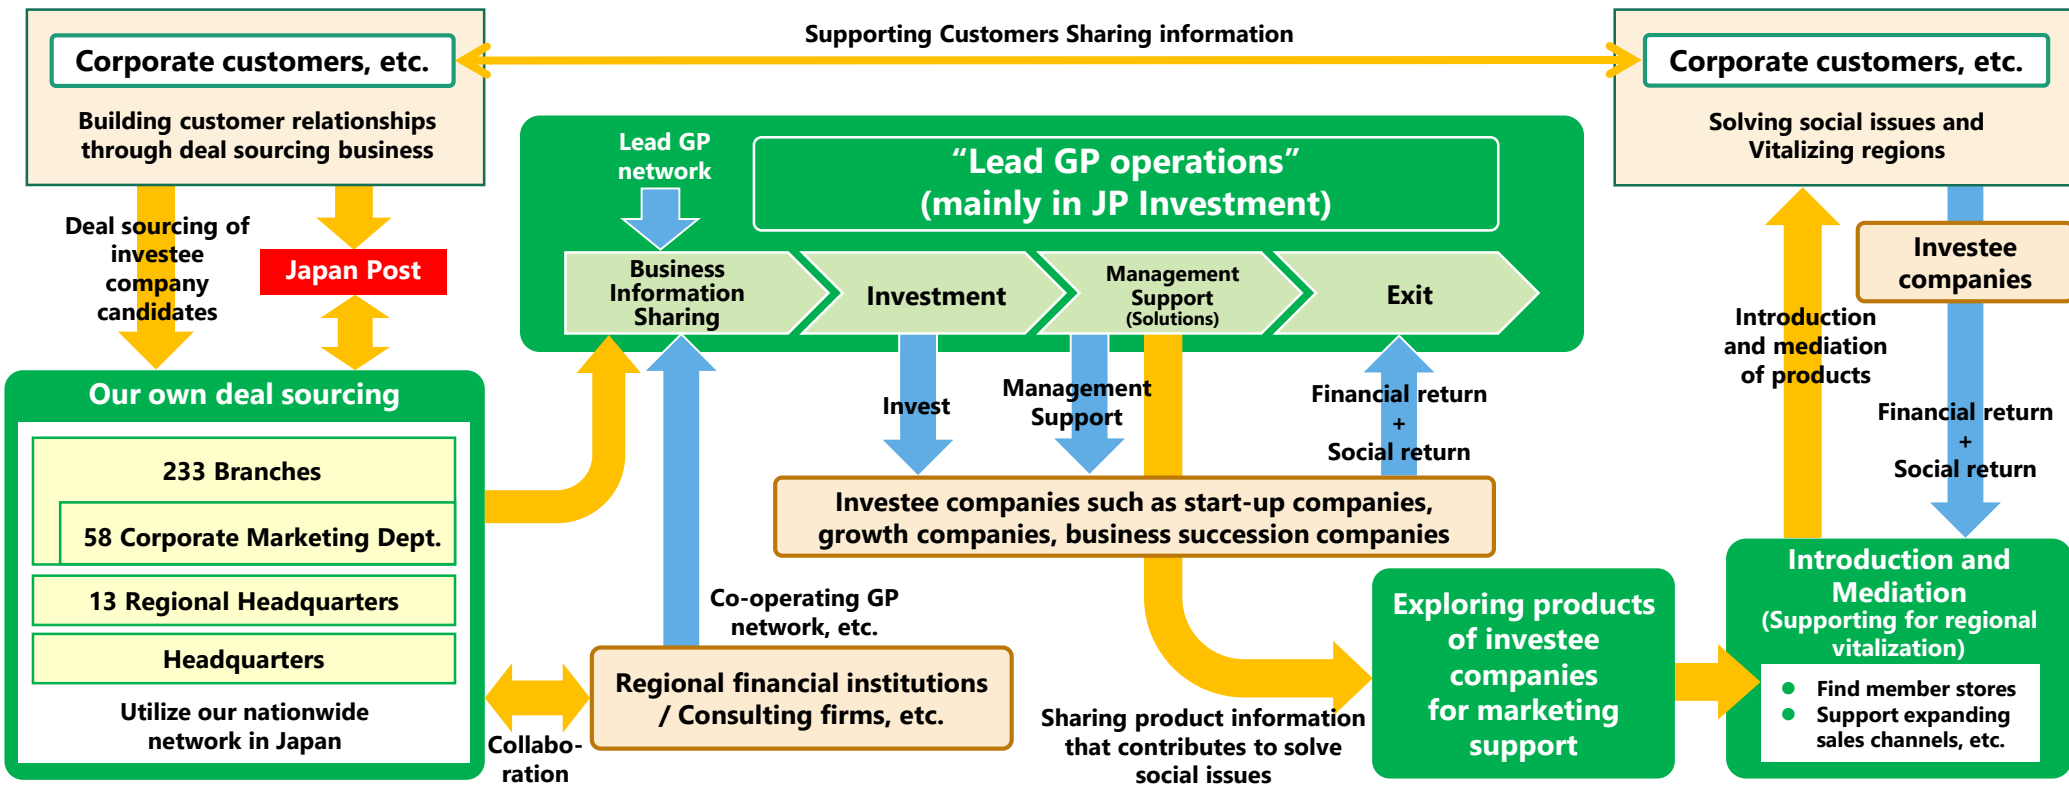 Supporting Customers Sharing information
Corporate customers, etc.
Building customer relationships
through deal sourcing business
Deal sourcing of
investee
company
candidates
Japan Post
Our own deal sourcing
233 Branches
58 Corporate Marketing Dept.
13 Regional Headquarters
Headquarters
Utilize our nationwide
network in Japan
Collabo-
ration
Lead GP
network
“Lead GP operations”
(mainly in JP Investment)
Business
Information
Sharing
Investment
Management
Support
(Solutions)
Exit
Invest
Management
Support
Financial return
+
Social return
Investee companies such as start-up companies,
growth companies, business succession companies
Co-operating GP
network, etc.
Regional financial institutions
/ Consulting firms, etc.
Sharing product information
that contributes to solve
social issues
Exploring products
of investee
companies
for marketing
support
Corporate customers, etc.
Solving social issues and
Vitalizing regions
Investee
companies
Introduction
and mediation
of products
Financial return
+
Social return
Introduction and
Mediation
(Supporting for regional
vitalization)
● Find member stores
● Support expanding
sales channels, etc.